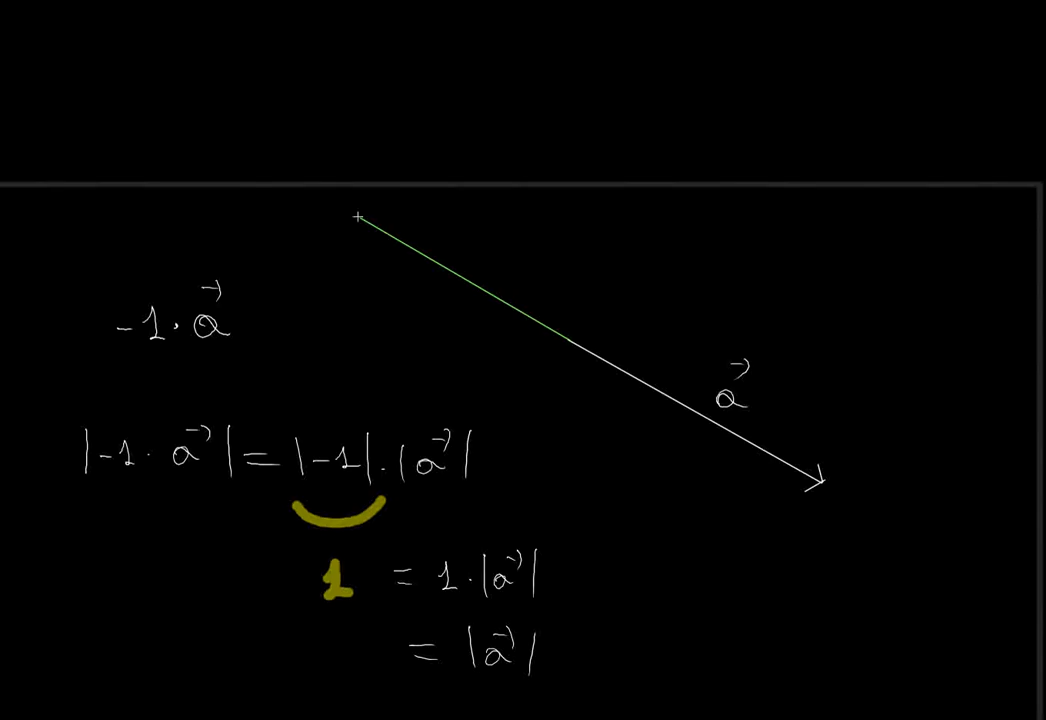 -1·a⃗
a⃗
|-1·a⃗| = |-1|·|a⃗|
1 = 1·|a⃗|
= |a⃗|